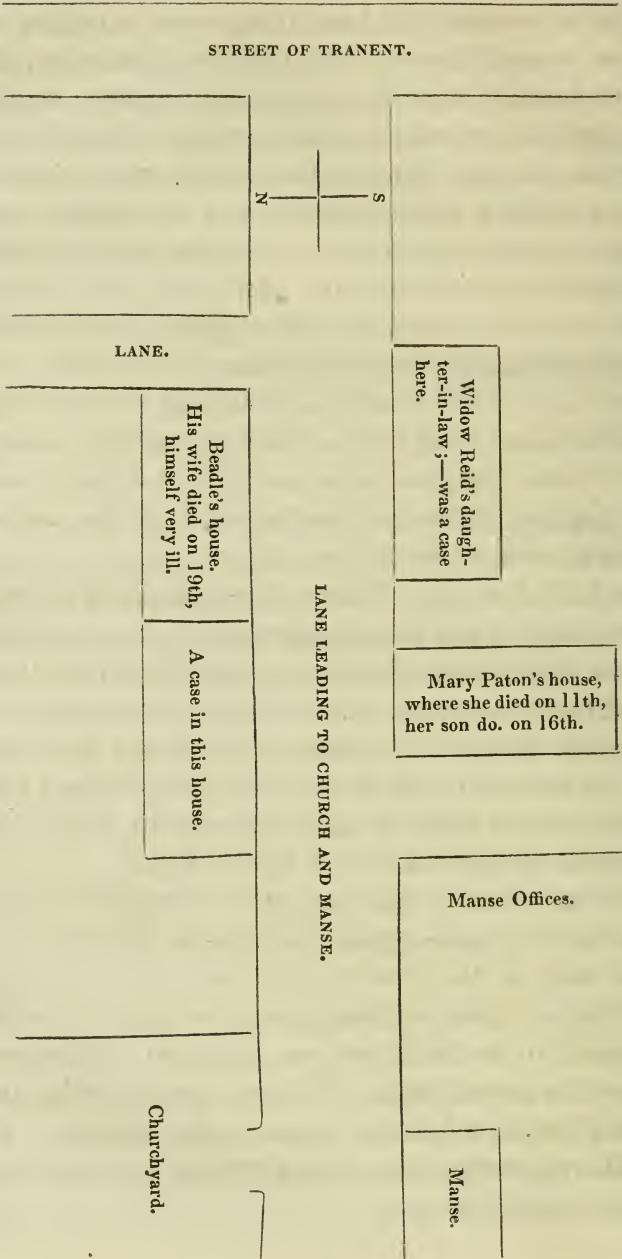 STREET OF TRANENT.
N
S
LANE.
Widow Reid's daugh-
ter-in-law;—was a case
here.
Beadle's house.
His wife died on 19th,
himself very ill.
LANE LEADING TO CHURCH AND MANSE.
A case in this house.
Mary Paton's house,
where she died on 11th,
her son do. on 16th.
Manse Offices.
Churchyard.
Manse.